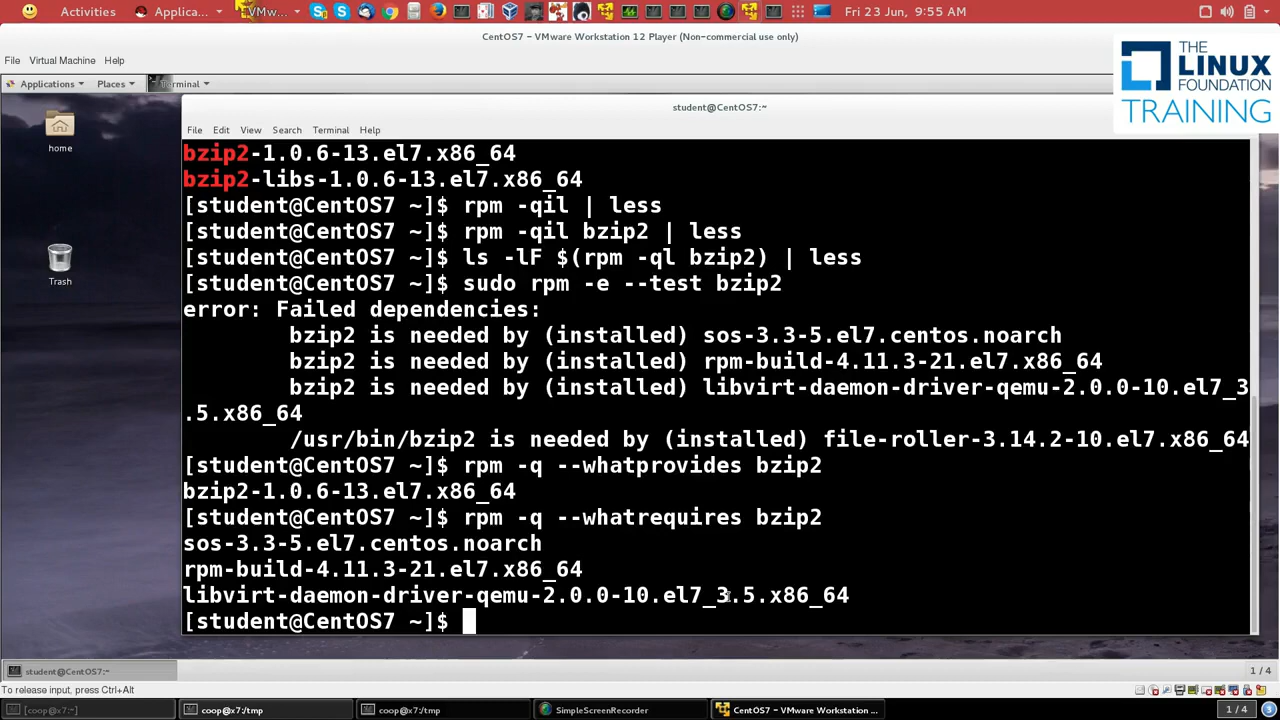 Activities Applica... VMw... Fri 23 Jun, 9:55 AM
CentOS7 - VMware Workstation 12 Player (Non-commercial use only)
File Virtual Machine Help
Applications Places Terminal
THE
LINUX
FOUNDATION
TRAINING
student@CentOS7:~
File Edit View Search Terminal Help
home
Trash
bzip2-1.0.6-13.el7.x86_64
bzip2-libs-1.0.6-13.el7.x86_64
[student@CentOS7 ~]$ rpm -qil | less
[student@CentOS7 ~]$ rpm -qil bzip2 | less
[student@CentOS7 ~]$ ls -lF $(rpm -ql bzip2) | less
[student@CentOS7 ~]$ sudo rpm -e --test bzip2
error: Failed dependencies:
bzip2 is needed by (installed) sos-3.3-5.el7.centos.noarch
bzip2 is needed by (installed) rpm-build-4.11.3-21.el7.x86_64
bzip2 is needed by (installed) libvirt-daemon-driver-qemu-2.0.0-10.el7_3
.5.x86_64
/usr/bin/bzip2 is needed by (installed) file-roller-3.14.2-10.el7.x86_64
[student@CentOS7 ~]$ rpm -q --whatprovides bzip2
bzip2-1.0.6-13.el7.x86_64
[student@CentOS7 ~]$ rpm -q --whatrequires bzip2
sos-3.3-5.el7.centos.noarch
rpm-build-4.11.3-21.el7.x86_64
libvirt-daemon-driver-qemu-2.0.0-10.el7_3.5.x86_64
[student@CentOS7 ~]$
student@CentOS7:~ 1 / 4
To release input, press Ctrl+Alt
[coop@x7:~] coop@x7:/tmp coop@x7:/tmp SimpleScreenRecorder CentOS7 - VMware Workstation ... 1 / 4 3